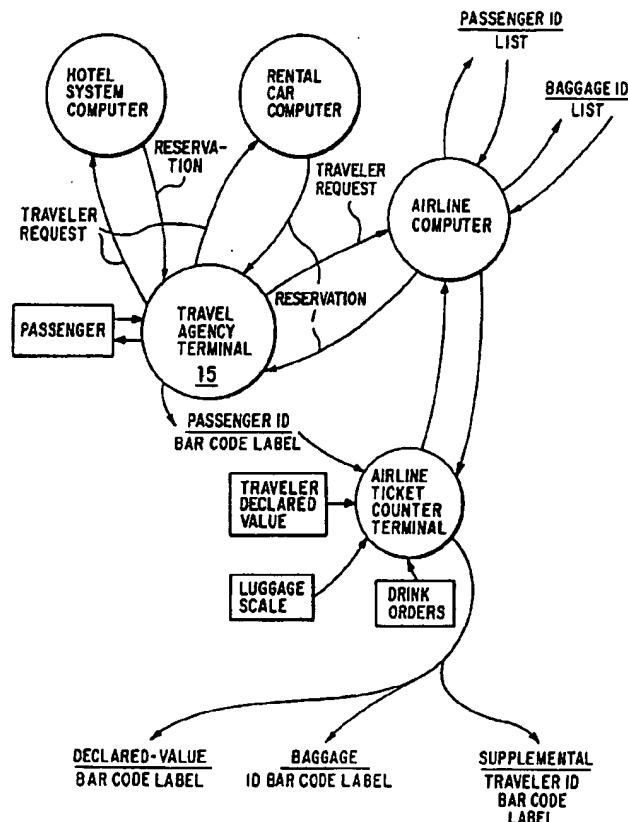 PASSENGER ID
LIST
HOTEL
SYSTEM
COMPUTER
RENTAL
CAR
COMPUTER
BAGGAGE ID
LIST
RESERVA-
TION
TRAVELER
REQUEST
AIRLINE
COMPUTER
TRAVELER
REQUEST
RESERVATION
PASSENGER
TRAVEL
AGENCY
TERMINAL
15
PASSENGER ID
BAR CODE LABEL
TRAVELER
DECLARED
VALUE
AIRLINE
TICKET
COUNTER
TERMINAL
LUGGAGE
SCALE
DRINK
ORDERS
DECLARED-VALUE
BAR CODE LABEL
BAGGAGE
ID BAR CODE LABEL
SUPPLEMENTAL
TRAVELER ID
BAR CODE
LABEL